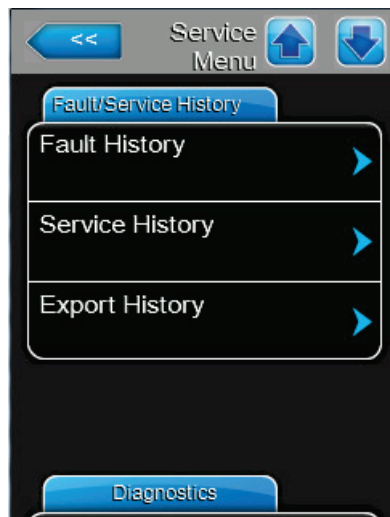 <<
Service
Menu
Fault/Service History
Fault History
Service History
Export History
Diagnostics